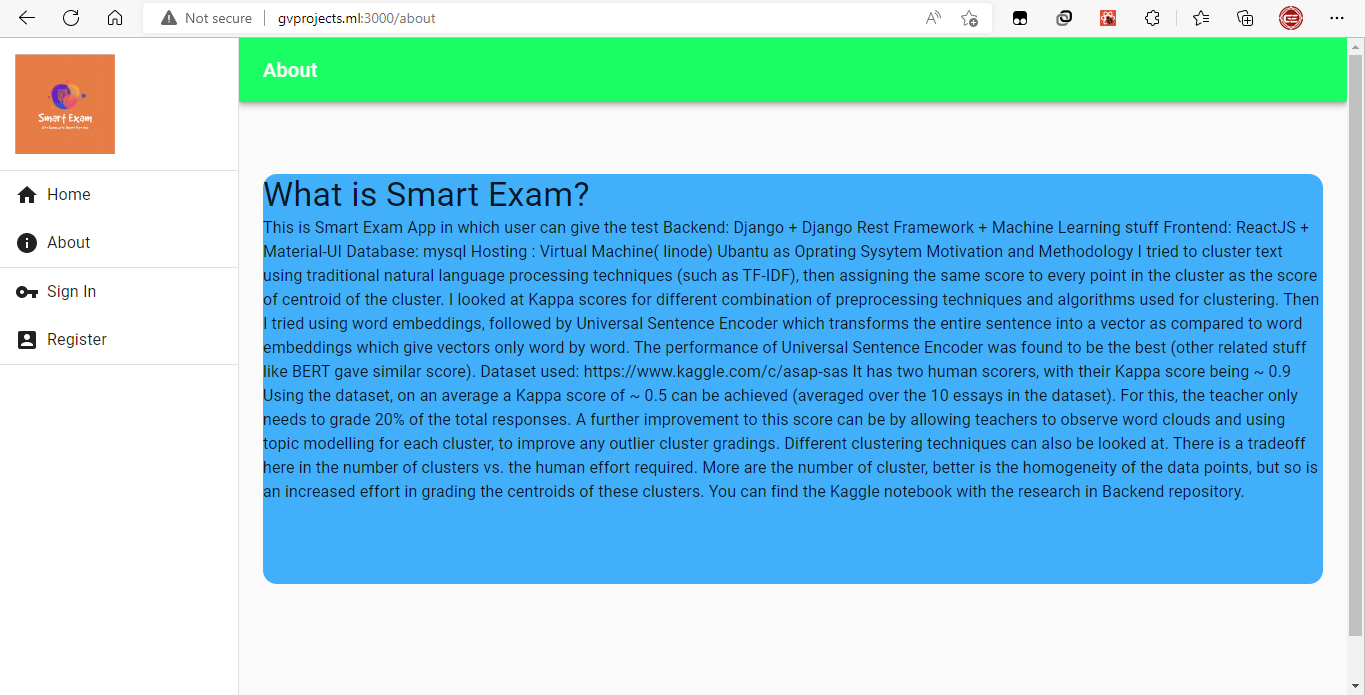 Not secure
gvprojects.ml:3000/about
Smart Exam
About
Home
About
Sign In
Register
What is Smart Exam?
This is Smart Exam App in which user can give the test Backend: Django + Django Rest Framework + Machine Learning stuff Frontend: ReactJS +
Material-UI Database: mysql Hosting : Virtual Machine( linode) Ubantu as Oprating Sysytem Motivation and Methodology I tried to cluster text
using traditional natural language processing techniques (such as TF-IDF), then assigning the same score to every point in the cluster as the score
of centroid of the cluster. I looked at Kappa scores for different combination of preprocessing techniques and algorithms used for clustering. Then
I tried using word embeddings, followed by Universal Sentence Encoder which transforms the entire sentence into a vector as compared to word
embeddings which give vectors only word by word. The performance of Universal Sentence Encoder was found to be the best (other related stuff
like BERT gave similar score). Dataset used: https://www.kaggle.com/c/asap-sas It has two human scorers, with their Kappa score being ~ 0.9
Using the dataset, on an average a Kappa score of ~ 0.5 can be achieved (averaged over the 10 essays in the dataset). For this, the teacher only
needs to grade 20% of the total responses. A further improvement to this score can be by allowing teachers to observe word clouds and using
topic modelling for each cluster, to improve any outlier cluster gradings. Different clustering techniques can also be looked at. There is a tradeoff
here in the number of clusters vs. the human effort required. More are the number of cluster, better is the homogeneity of the data points, but so is
an increased effort in grading the centroids of these clusters. You can find the Kaggle notebook with the research in Backend repository.